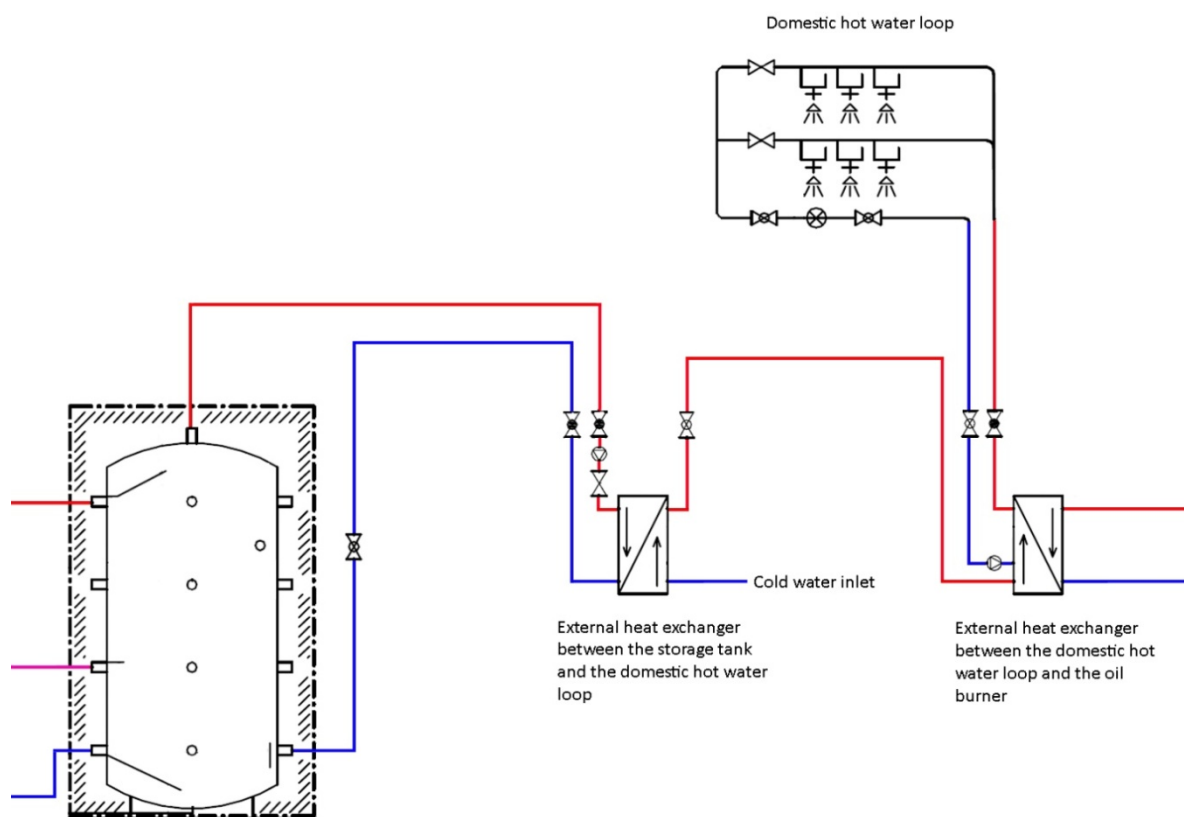 Domestic hot water loop
Cold water inlet
External heat exchanger
between the storage tank
and the domestic hot water
loop
External heat exchanger
between the domestic hot
water loop and the oil
burner